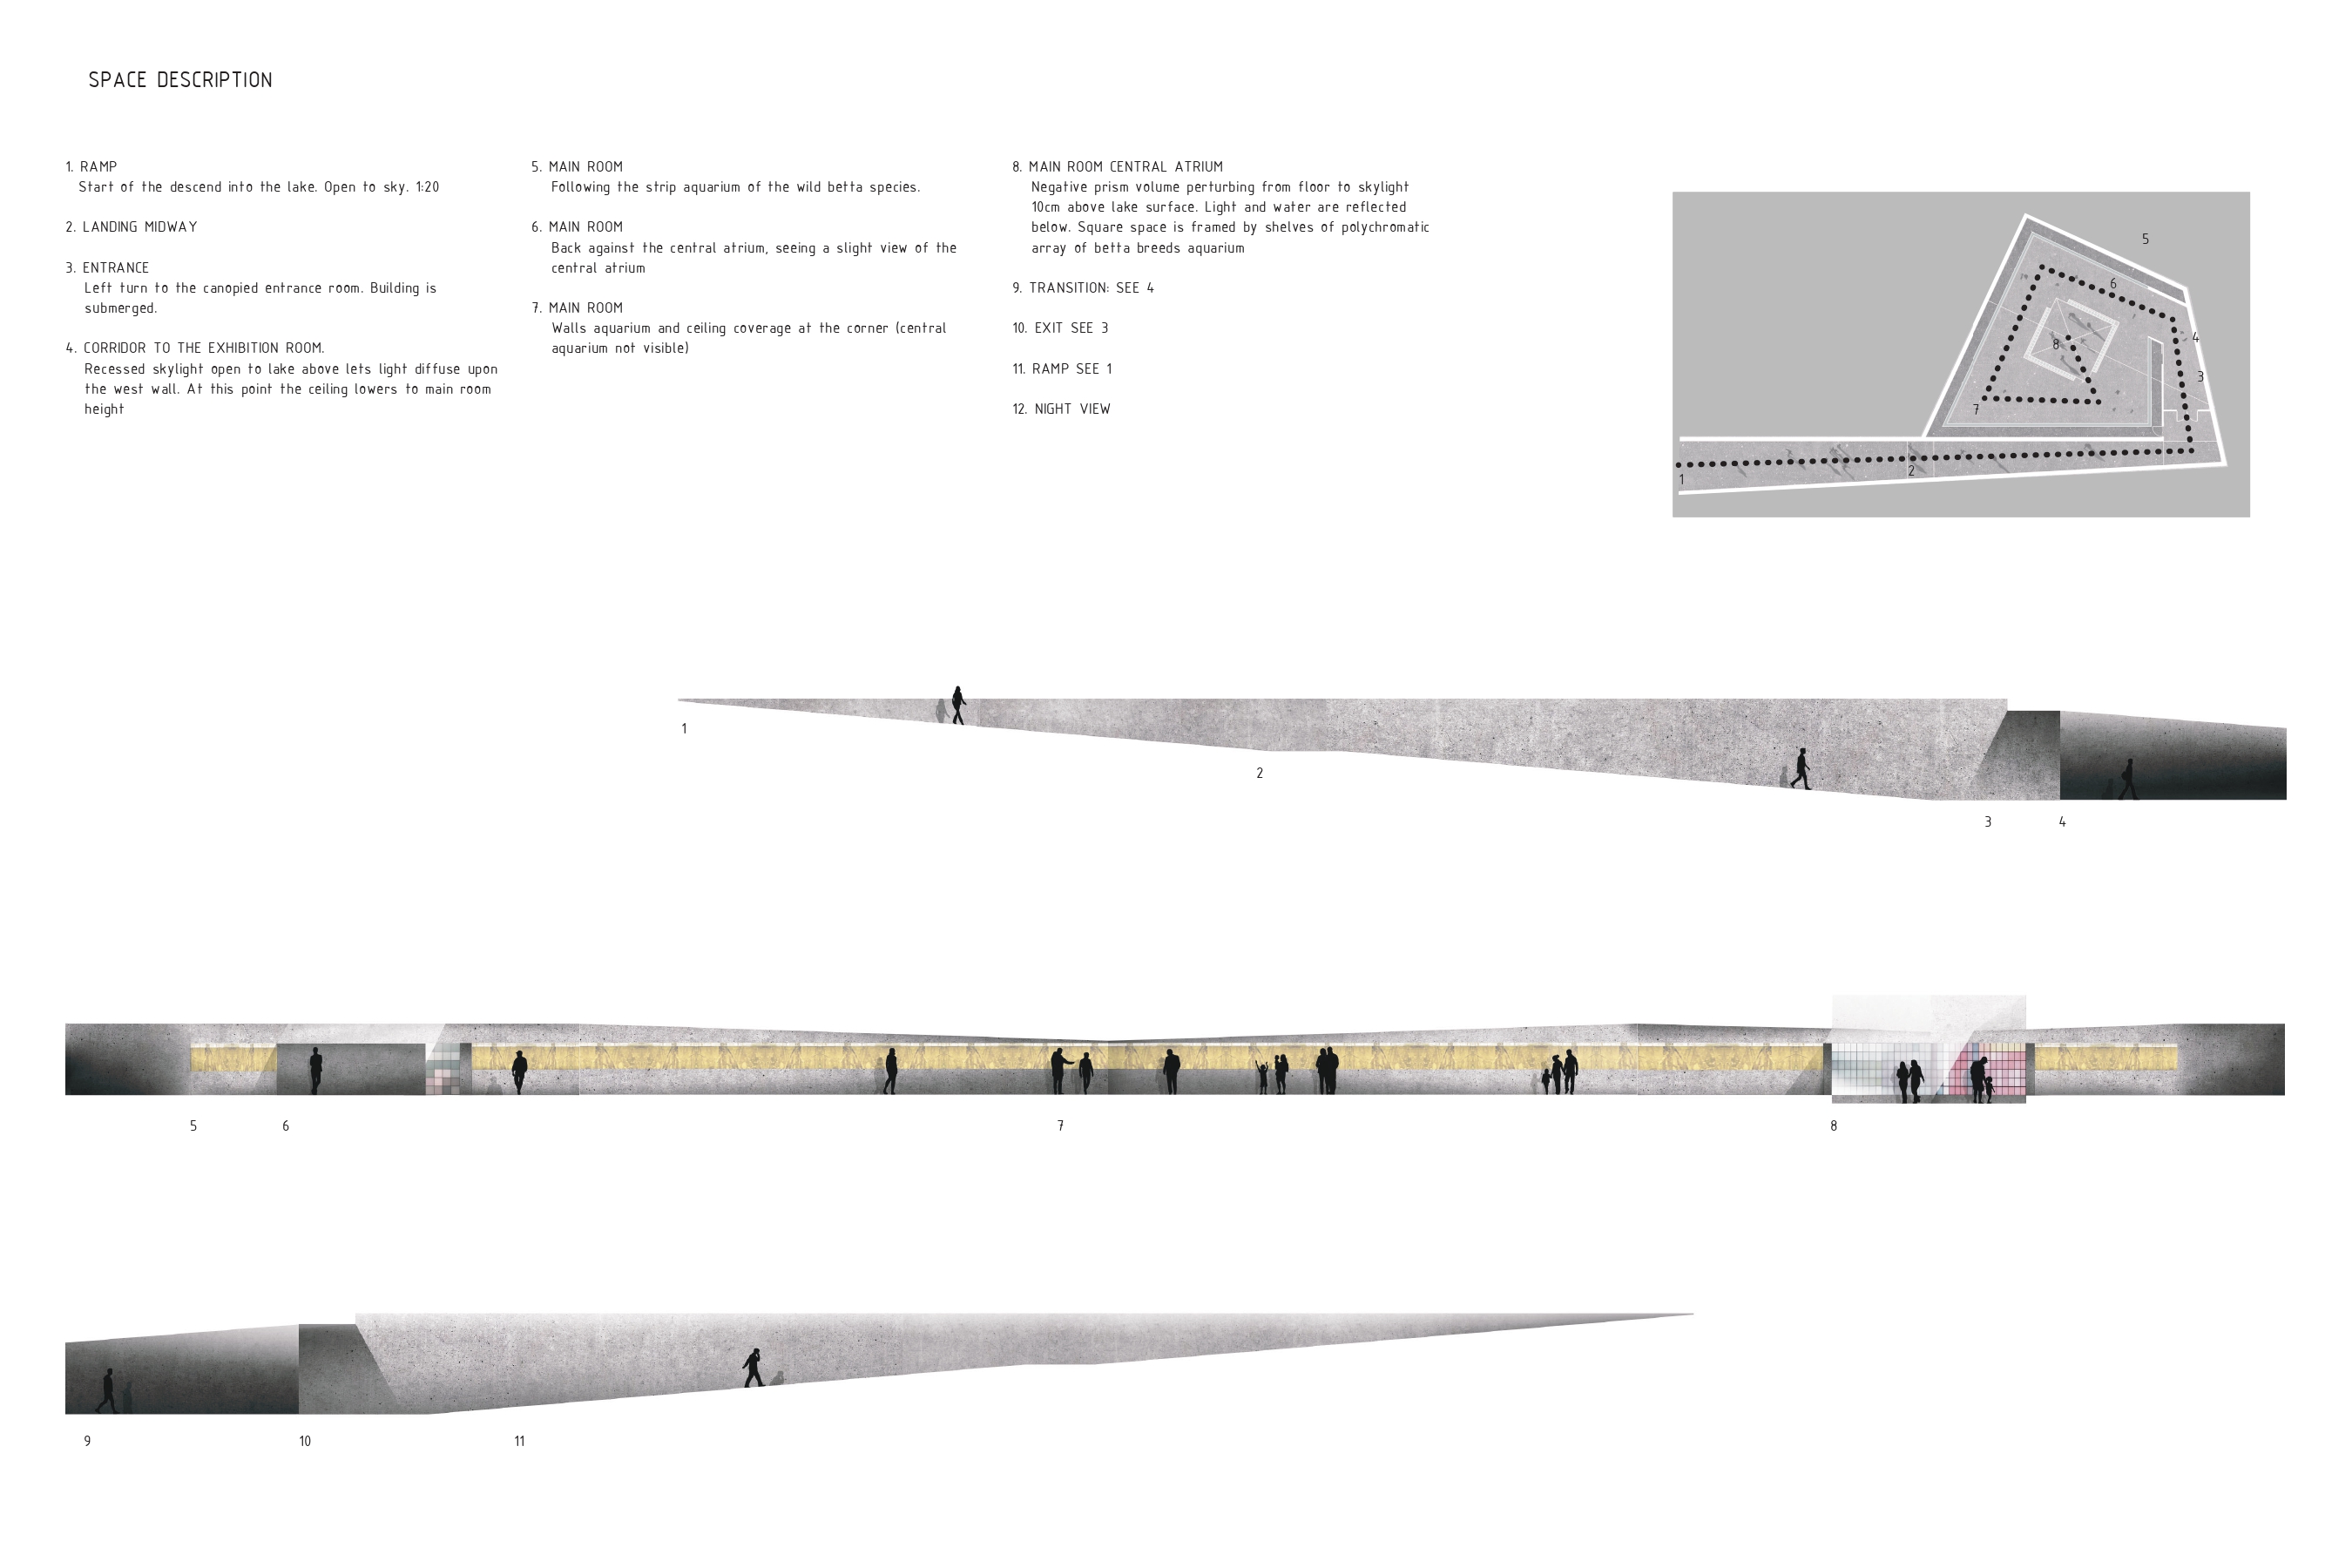 SPACE DESCRIPTION
1. RAMP
Start of the descend into the lake. Open to sky. 1:20
2. LANDING MIDWAY
3. ENTRANCE
Left turn to the canopied entrance room. Building is
submerged.
4. CORRIDOR TO THE EXHIBITION ROOM.
Recessed skylight open to lake above lets light diffuse upon
the west wall. At this point the ceiling lowers to main room
height
5. MAIN ROOM
Following the strip aquarium of the wild betta species.
6. MAIN ROOM
Back against the central atrium, seeing a slight view of the
central atrium
7. MAIN ROOM
Walls aquarium and ceiling coverage at the corner (central
aquarium not visible)
8. MAIN ROOM CENTRAL ATRIUM
Negative prism volume perturbing from floor to skylight
10cm above lake surface. Light and water are reflected
below. Square space is framed by shelves of polychromatic
array of betta breeds aquarium
9. TRANSITION: SEE 4
10. EXIT SEE 3
11. RAMP SEE 1
12. NIGHT VIEW
5
6
4
8
3
7
2
1
1
2
3
4
5
6
7
8
9
10
11